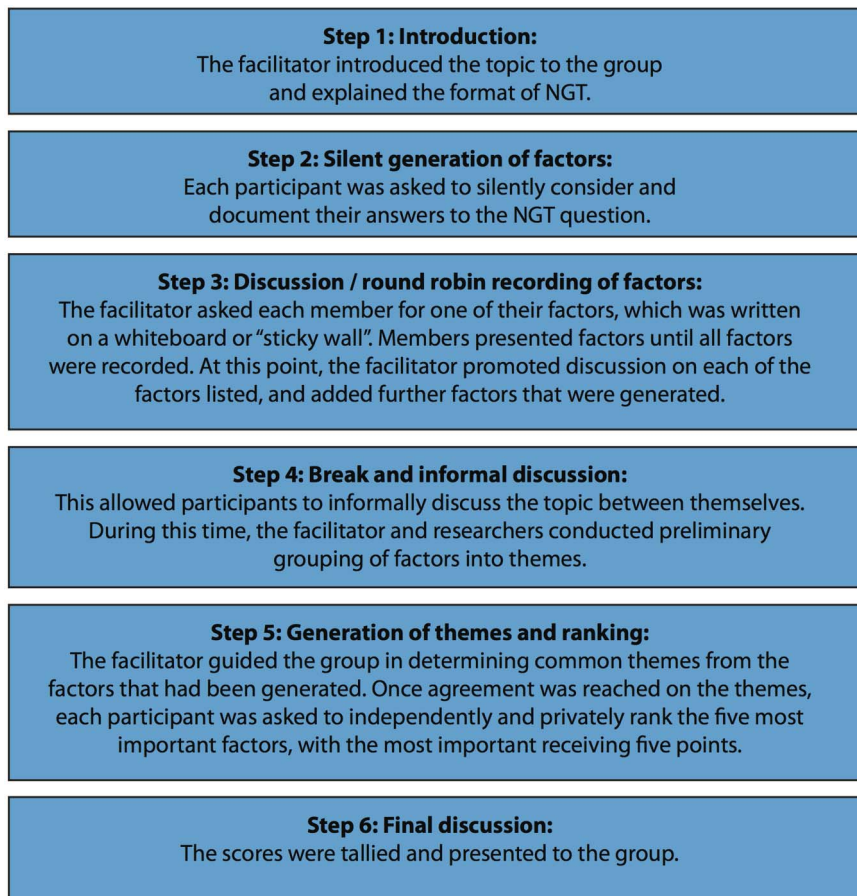 Step 1: Introduction:
The facilitator introduced the topic to the group
and explained the format of NGT.
Step 2: Silent generation of factors:
Each participant was asked to silently consider and
document their answers to the NGT question.
Step 3: Discussion / round robin recording of factors:
The facilitator asked each member for one of their factors, which was written
on a whiteboard or “sticky wall”. Members presented factors until all factors
were recorded. At this point, the facilitator promoted discussion on each of the
factors listed, and added further factors that were generated.
Step 4: Break and informal discussion:
This allowed participants to informally discuss the topic between themselves.
During this time, the facilitator and researchers conducted preliminary
grouping of factors into themes.
Step 5: Generation of themes and ranking:
The facilitator guided the group in determining common themes from the
factors that had been generated. Once agreement was reached on the themes,
each participant was asked to independently and privately rank the five most
important factors, with the most important receiving five points.
Step 6: Final discussion:
The scores were tallied and presented to the group.